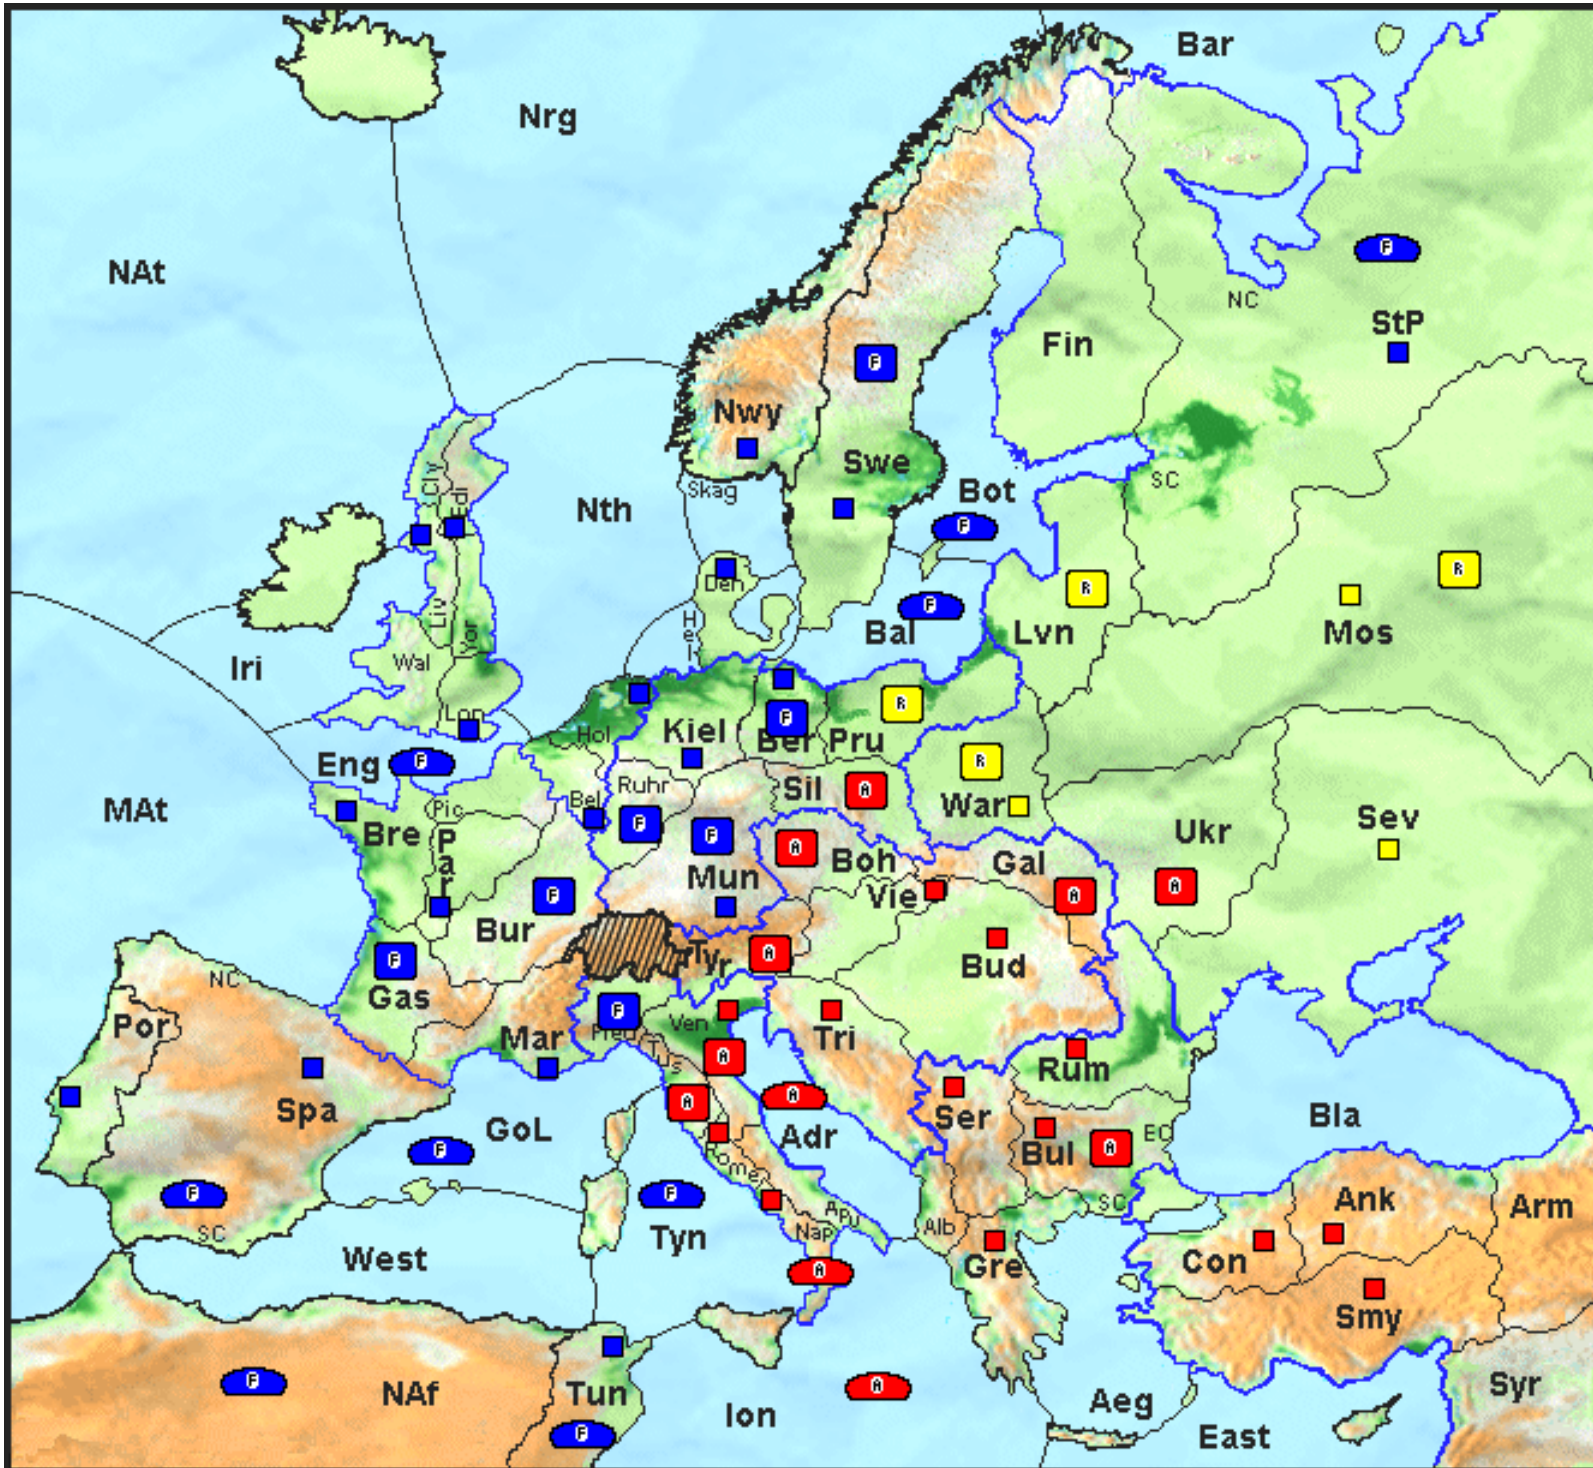 Bar
Nrg
NAt
F
NC
StP
Fin
F
Nwy
Swe
SC
Cly
Edi
Skag
Bot
Nth
F
R
R
Den
F
Hel
Liv
Yor
Bal
Lvn
Mos
Iri
Wal
R
Lon
Hol
Kiel
F
Ber
Pru
Eng
F
R
Ruhr
Sil
A
War
MAt
Pic
Bel
Bre
Par
F
F
A
Boh
Ukr
Sev
Gal
Mun
Vie
A
A
F
Bur
F
Tyr
A
Bud
NC
Gas
Por
F
Pied
Ven
Mar
Tri
Tus
A
Rum
Spa
GoL
A
A
Adr
Ser
Bla
F
Bul
A
EC
Rome
F
F
SC
Tyn
Apu
Nap
Alb
SC
Ank
Arm
West
A
Gre
Con
Smy
F
NAf
Tun
A
Ion
Aeg
Syr
F
East